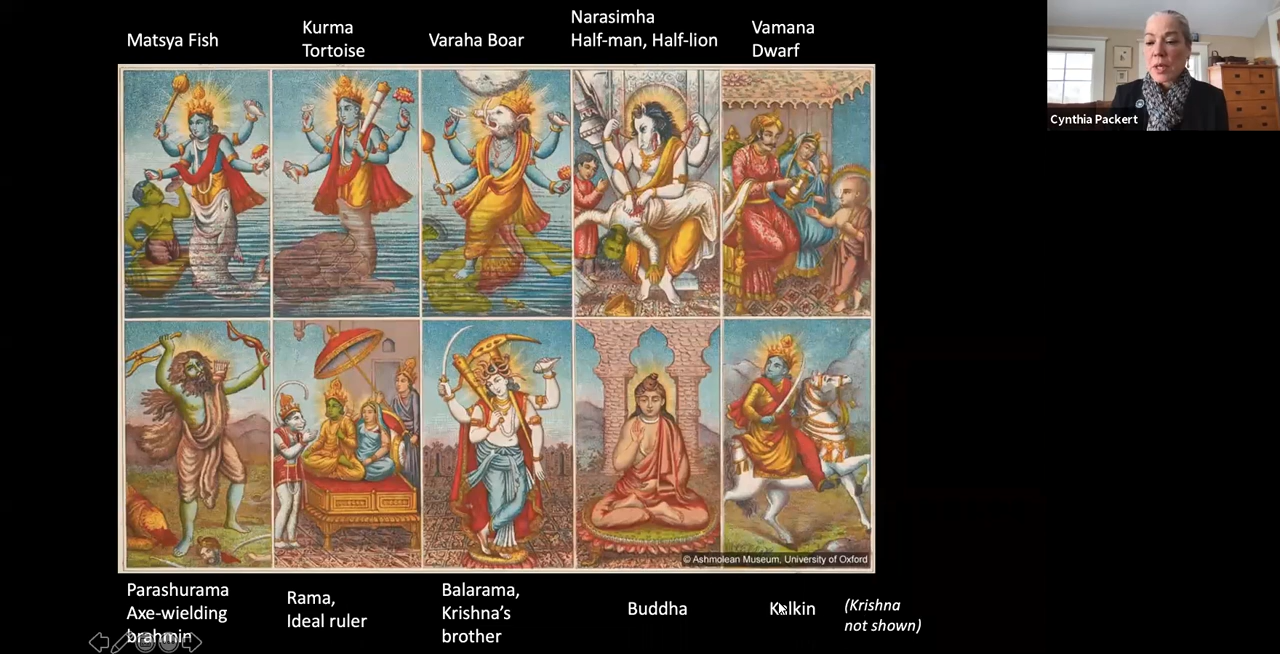 Matsya Fish
Kurma
Tortoise
Varaha Boar
Narasimha
Half-man, Half-lion
Vamana
Dwarf
Cynthia Packert
© Ashmolean Museum, University of Oxford
Parashurama
Axe-wielding
brahmin
Rama,
Ideal ruler
Balarama,
Krishna’s
brother
Buddha
Kalkin
(Krishna
not shown)